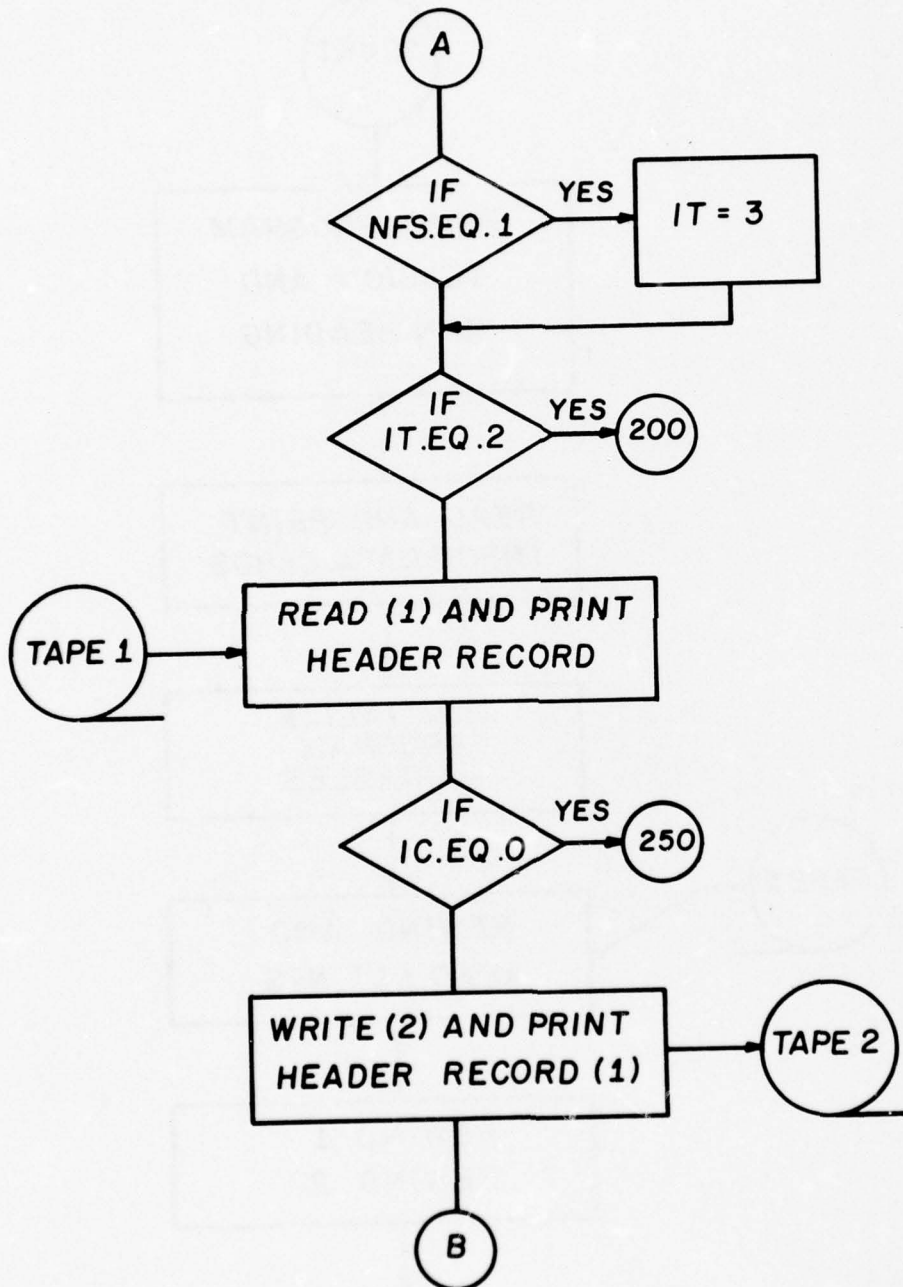 A
IF
NFS.EQ.1
YES
IT = 3
IF
IT.EQ.2
YES
200
TAPE 1
READ (1) AND PRINT
HEADER RECORD
IF
IC.EQ.0
YES
250
WRITE (2) AND PRINT
HEADER RECORD (1)
TAPE 2
B